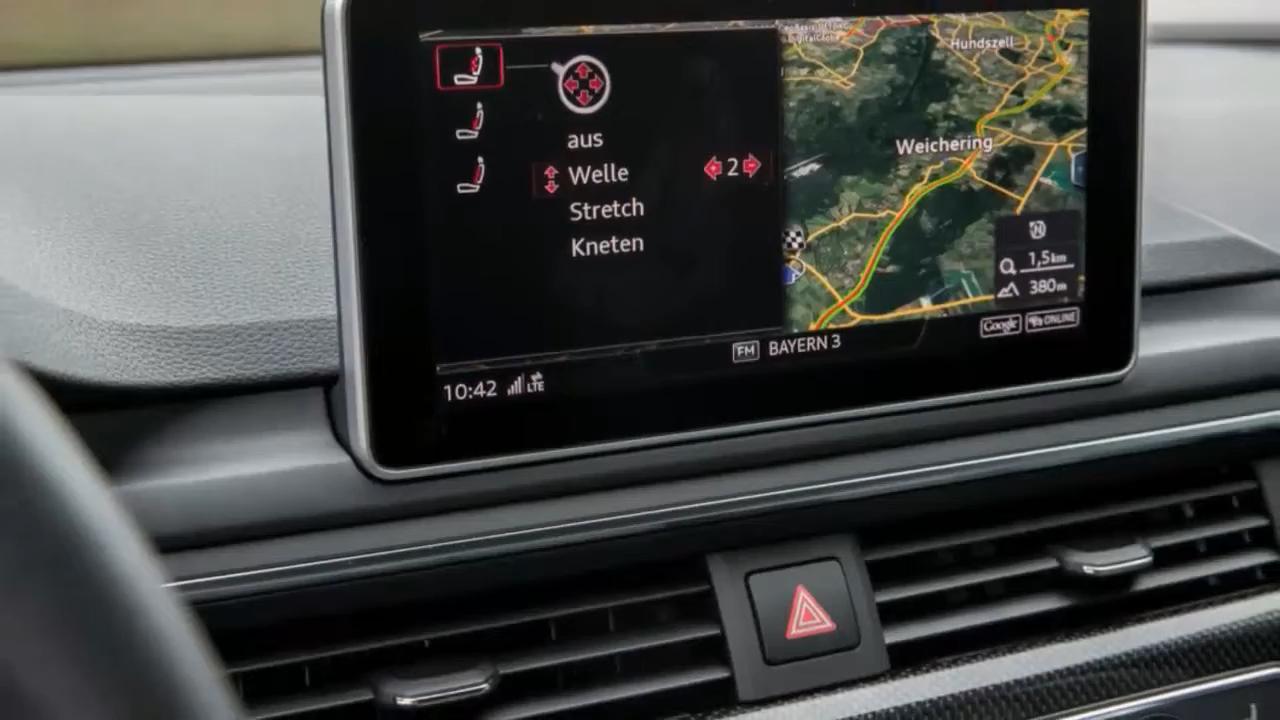 aus
Welle
2
Stretch
Kneten
Hundszell
Weichering
N
1,5km
380m
Google
ONLINE
FM BAYERN 3
10:42 LTE